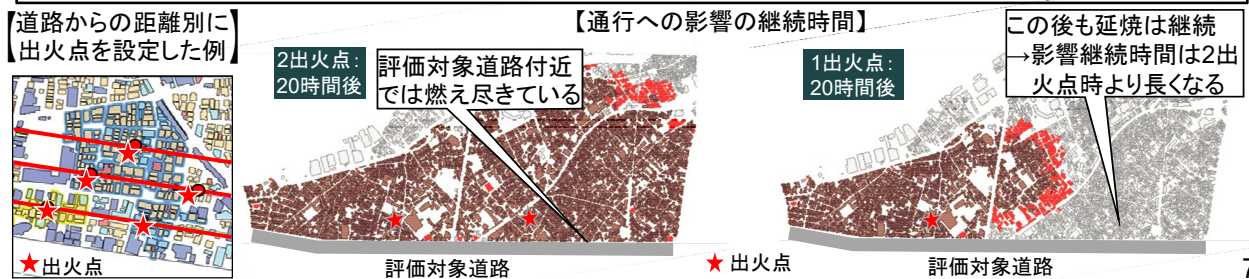 【道路からの距離別に
出火点を設定した例】
★出火点
【通行への影響の継続時間】
2出火点：
20時間後
評価対象道路付近
では燃え尽きている
評価対象道路
★出火点
1出火点：
20時間後
この後も延焼は継続
→影響継続時間は2出
火点時より長くなる
評価対象道路